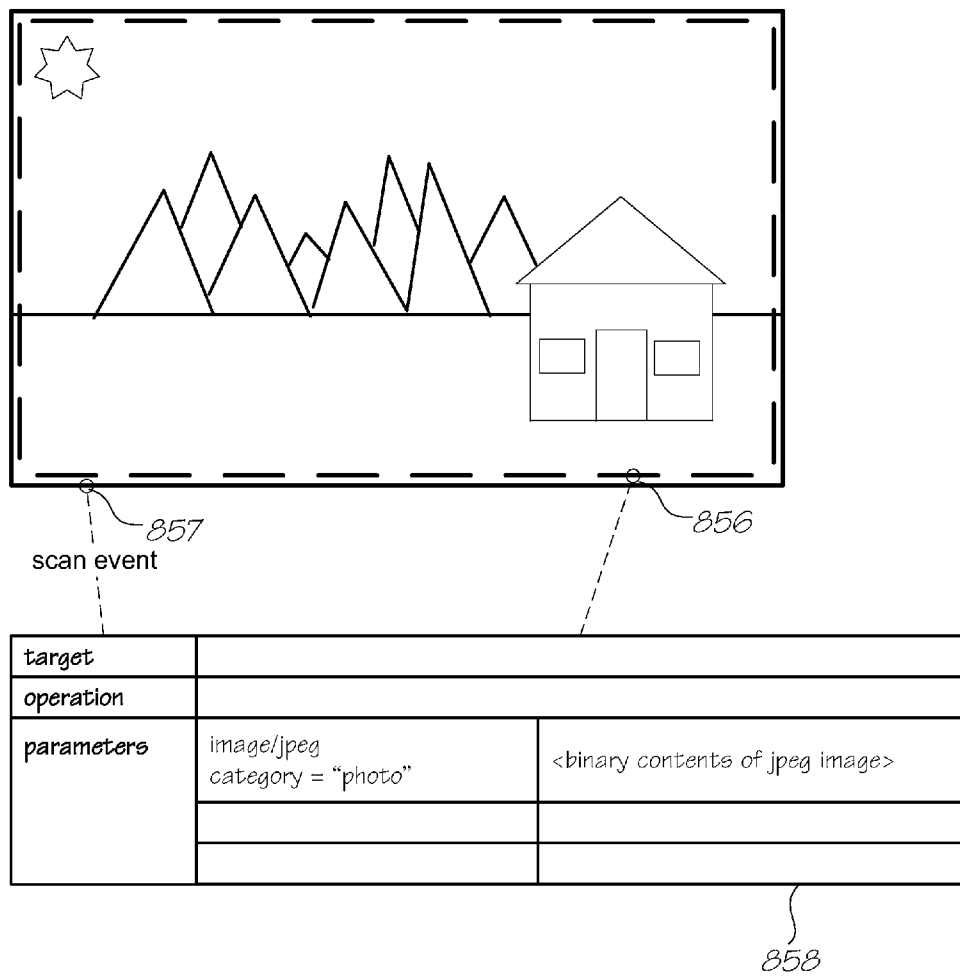 857
856
scan event
target
operation
parameters
image/jpeg
category = “photo”
<binary contents of jpeg image>
858